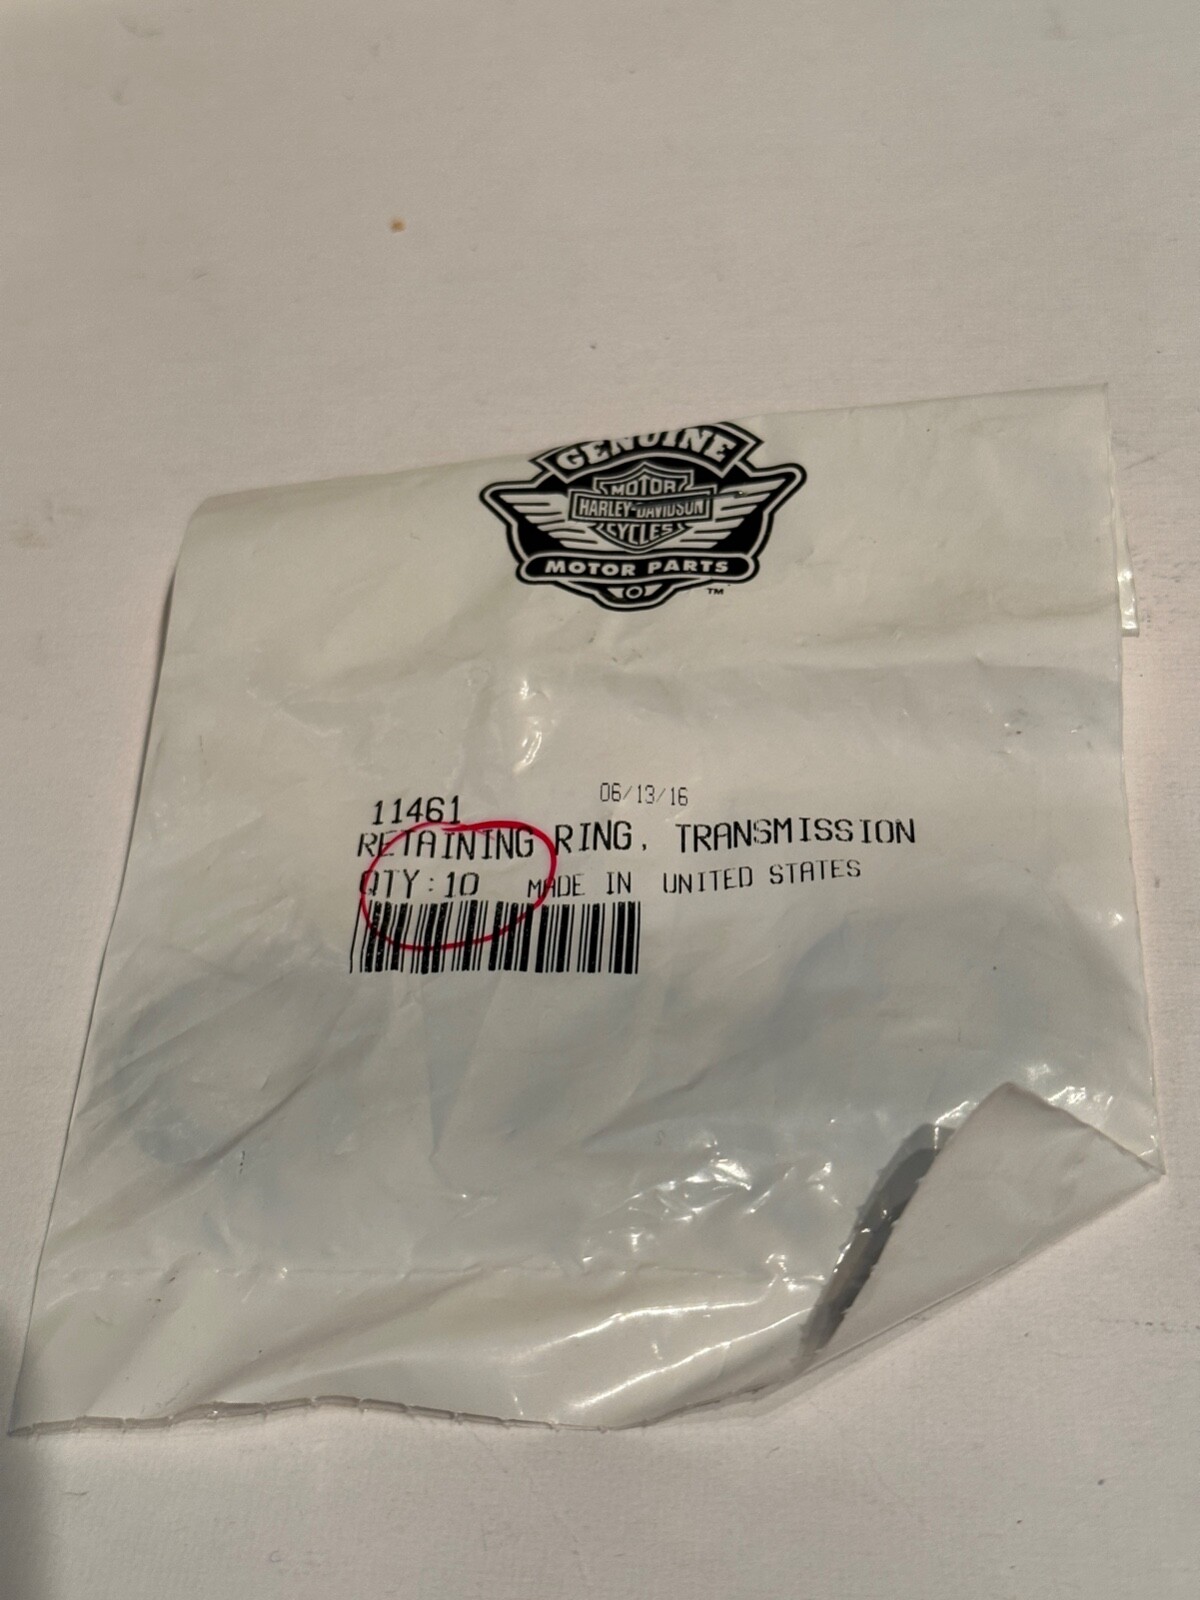 GENUINE
MOTOR
HARLEY-DAVIDSON
CYCLES
MOTOR PARTS
TM
06/13/16
11461
RETAINING RING, TRANSMISSION
QTY:10 MADE IN UNITED STATES